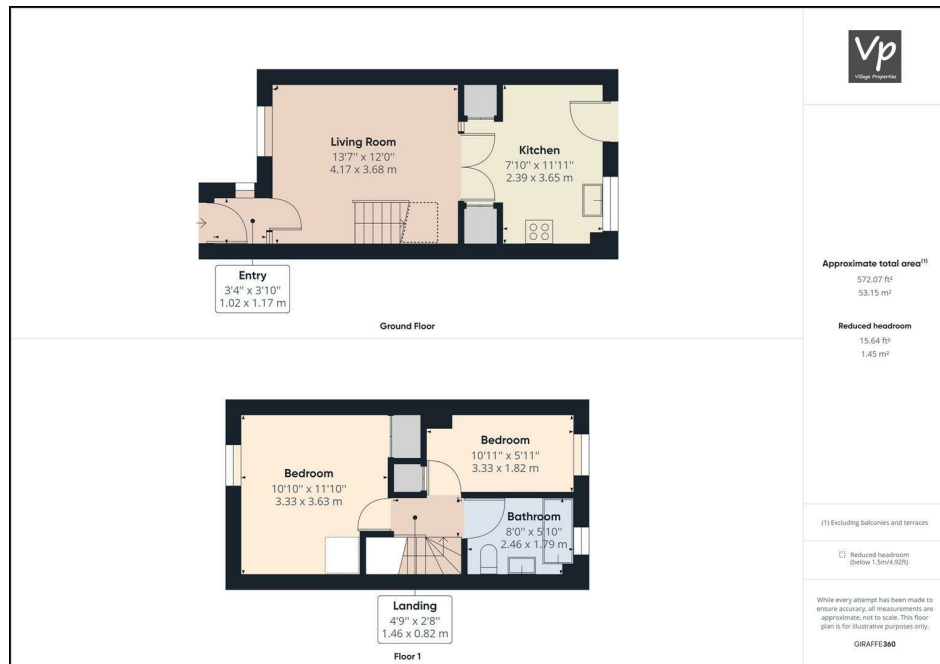 Living Room
13'7" x 12'0"
4.17 x 3.68 m
Kitchen
7'10" x 11'11"
2.39 x 3.65 m
Entry
3'4" x 3'10"
1.02 x 1.17 m
Ground Floor
Bedroom
10'10" x 11'10"
3.33 x 3.63 m
Bedroom
10'11" x 5'11"
3.33 x 1.82 m
Bathroom
8'0" x 5'10"
2.46 x 1.79 m
Landing
4'9" x 2'8"
1.46 x 0.82 m
Floor 1
Vp
Village Properties
Approximate total area(1)
572.07 ft²
53.15 m²
Reduced headroom
15.64 ft²
1.45 m²
(1) Excluding balconies and terraces
Reduced headroom
(below 1.5m/4.92ft)
While every attempt has been made to
ensure accuracy, all measurements are
approximate, not to scale. This floor
plan is for illustrative purposes only.
GIRAFFE360